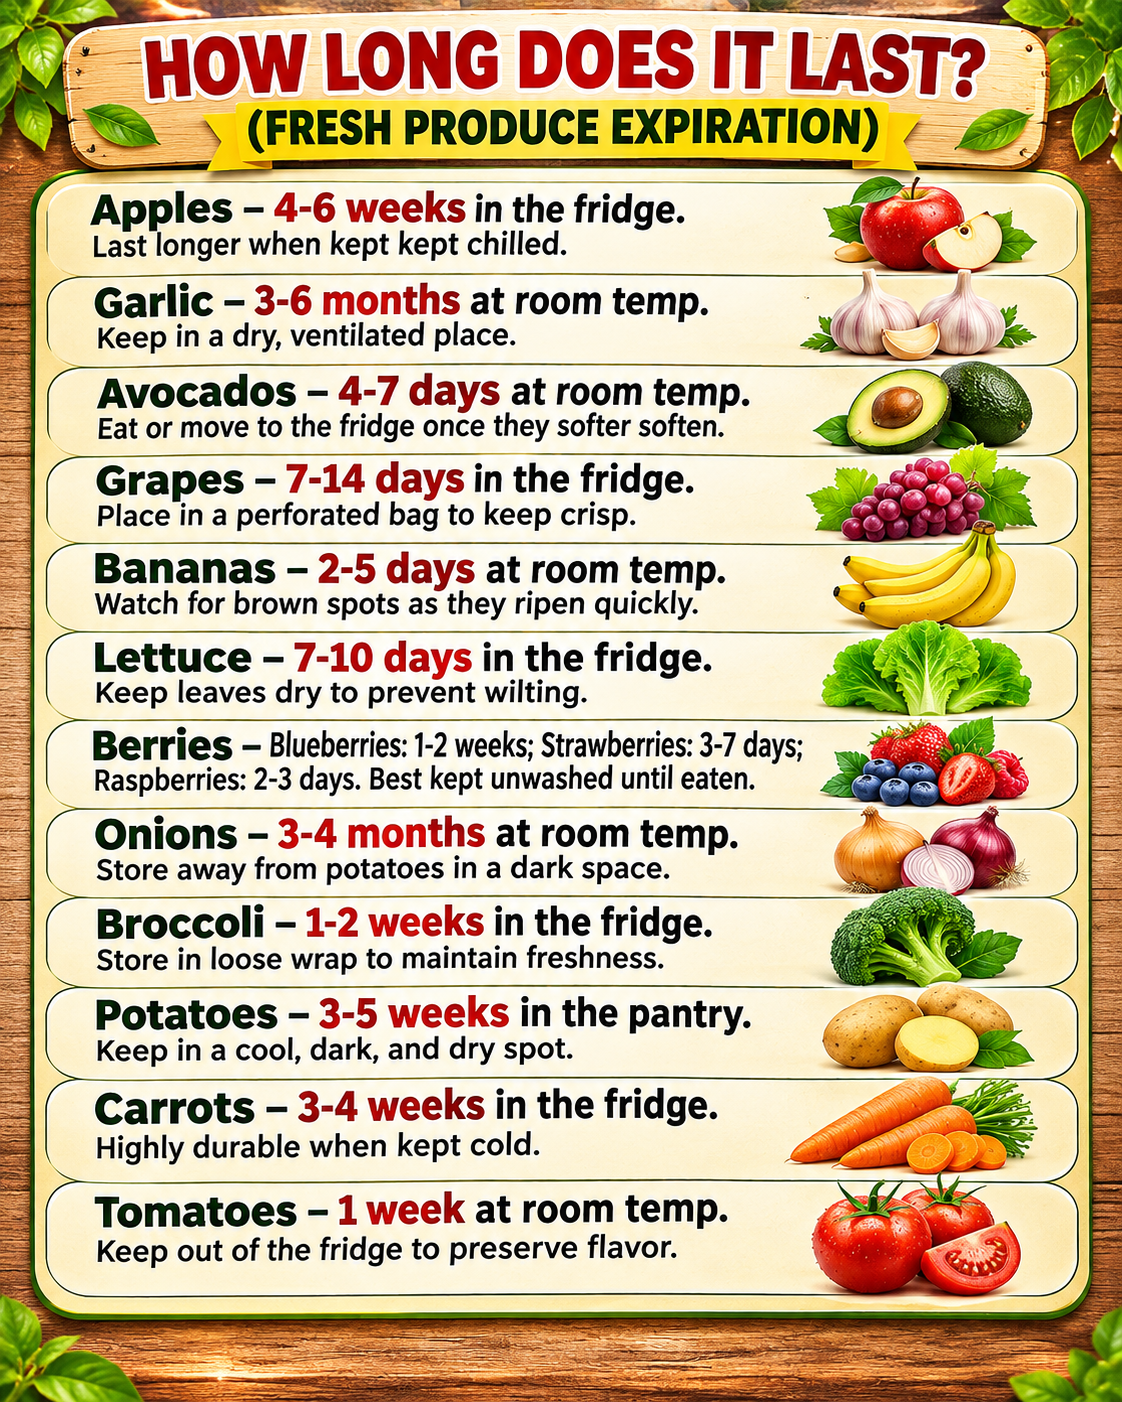 HOW LONG DOES IT LAST?
(FRESH PRODUCE EXPIRATION)
Apples – 4-6 weeks in the fridge.
Last longer when kept kept chilled.
Garlic – 3-6 months at room temp.
Keep in a dry, ventilated place.
Avocados – 4-7 days at room temp.
Eat or move to the fridge once they softer soften.
Grapes – 7-14 days in the fridge.
Place in a perforated bag to keep crisp.
Bananas – 2-5 days at room temp.
Watch for brown spots as they ripen quickly.
Lettuce – 7-10 days in the fridge.
Keep leaves dry to prevent wilting.
Berries – Blueberries: 1-2 weeks; Strawberries: 3-7 days;
Raspberries: 2-3 days. Best kept unwashed until eaten.
Onions – 3-4 months at room temp.
Store away from potatoes in a dark space.
Broccoli – 1-2 weeks in the fridge.
Store in loose wrap to maintain freshness.
Potatoes – 3-5 weeks in the pantry.
Keep in a cool, dark, and dry spot.
Carrots – 3-4 weeks in the fridge.
Highly durable when kept cold.
Tomatoes – 1 week at room temp.
Keep out of the fridge to preserve flavor.